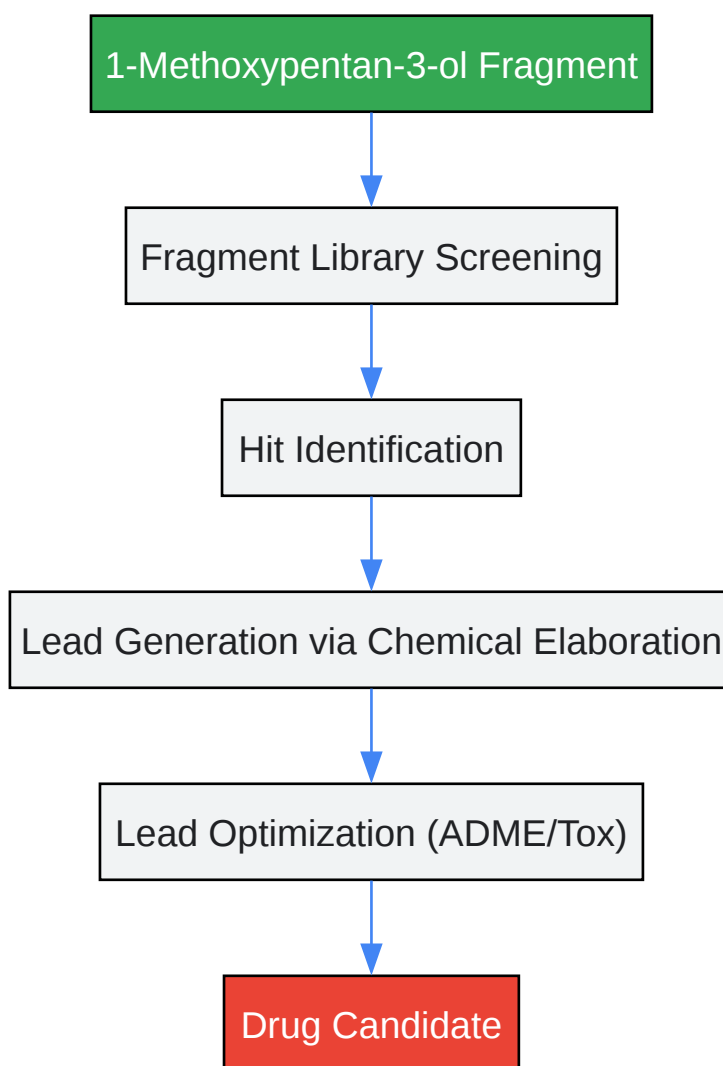 1-Methoxypentan-3-ol Fragment
Fragment Library Screening
Hit Identification
Lead Generation via Chemical Elaboration
Lead Optimization (ADME/Tox)
Drug Candidate